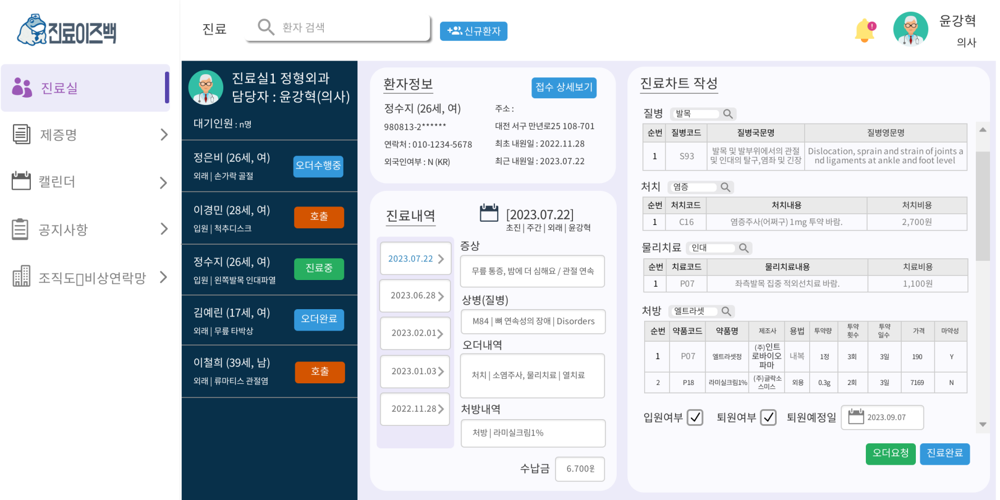 진료이즈백
진료
환자 검색
신규환자
!
윤강혁
의사
진료실
제증명
캘린더
공지사항
조직도▯비상연락망
진료실1 정형외과
담당자 : 윤강혁(의사)
대기인원 : n명
정은비 (26세, 여)
외래 | 손가락 골절
오더수행중
이경민 (28세, 여)
입원 | 척추디스크
호출
정수지 (26세, 여)
입원 | 왼쪽발목 인대파열
진료중
김예린 (17세, 여)
외래 | 무릎 타박상
오더완료
이철희 (39세, 남)
외래 | 류마티스 관절염
호출
환자정보
접수 상세보기
정수지 (26세, 여)
980813-2******
연락처 : 010-1234-5678
외국인여부 : N (KR)
주소 :
대전 서구 만년로25 108-701
최초 내원일 : 2022.11.28
최근 내원일 : 2023.07.22
진료내역
[2023.07.22]
초진 | 주간 | 외래 | 윤강혁
2023.07.22
2023.06.28
2023.02.01
2023.01.03
2022.11.28
증상
무릎 통증, 밤에 더 심해요 / 관절 연속
상병(질병)
M84 | 뼈 연속성의 장애 | Disorders
오더내역
처치 | 소염주사, 물리치료 | 열치료
처방내역
처방 | 라미실크림1%
수납금
6.700원
진료차트 작성
질병 발목
순번 질병코드 질병국문명 질병영문명
1 S93 발목 및 발부위에서의 관절 및 인대의 탈구,염좌 및 긴장 Dislocation, sprain and strain of joints and ligaments at ankle and foot level
처치 염증
순번 처치코드 처치내용 처치비용
1 C16 염증주사(어쩌구) 1mg 투약 바람. 2,700원
물리치료 인대
순번 치료코드 물리치료내용 치료비용
1 P07 좌측발목 집중 적외선치료 바람. 1,100원
처방 엘트라셋
순번 약품코드 약품명 제조사 용법 투약량 투약횟수 투약일수 가격 마약성
1 P07 엘트라셋정 (주)인트로바이오파마 내복 1정 3회 3일 190 Y
2 P18 라미실크림1% (주)글락소스미스 외용 0.3g 2회 3일 7169 N
입원여부 퇴원여부 퇴원예정일 2023.09.07
오더요청
진료완료